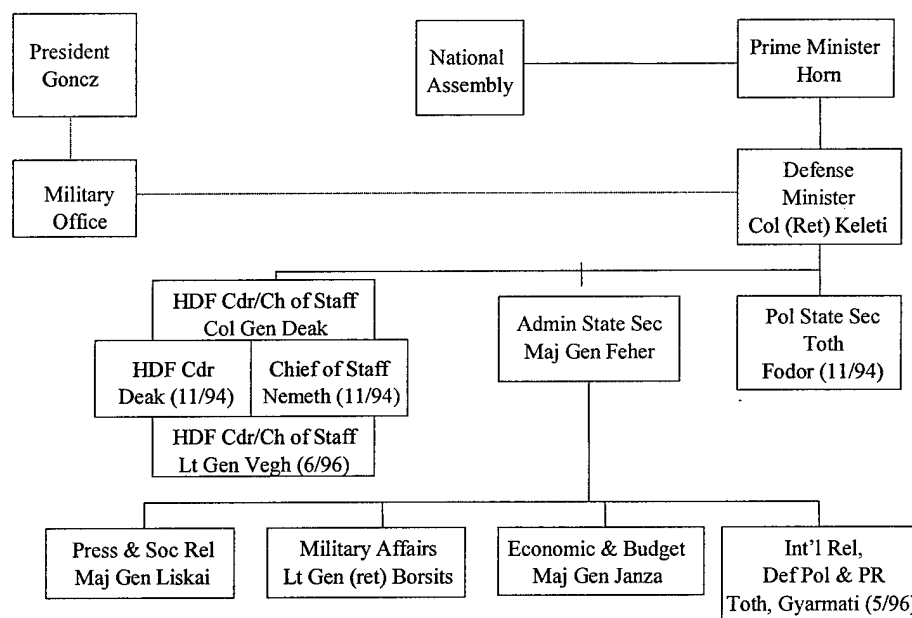 President
Goncz
National
Assembly
Prime Minister
Horn
Military
Office
Defense
Minister
Col (Ret) Keleti
HDF Cdr/Ch of Staff
Col Gen Deak
HDF Cdr
Deak (11/94)
Chief of Staff
Nemeth (11/94)
HDF Cdr/Ch of Staff
Lt Gen Vegh (6/96)
Admin State Sec
Maj Gen Feher
Pol State Sec
Toth
Fodor (11/94)
Press & Soc Rel
Maj Gen Liskai
Military Affairs
Lt Gen (ret) Borsits
Economic & Budget
Maj Gen Janza
Int'l Rel,
Def Pol & PR
Toth, Gyarmati (5/96)